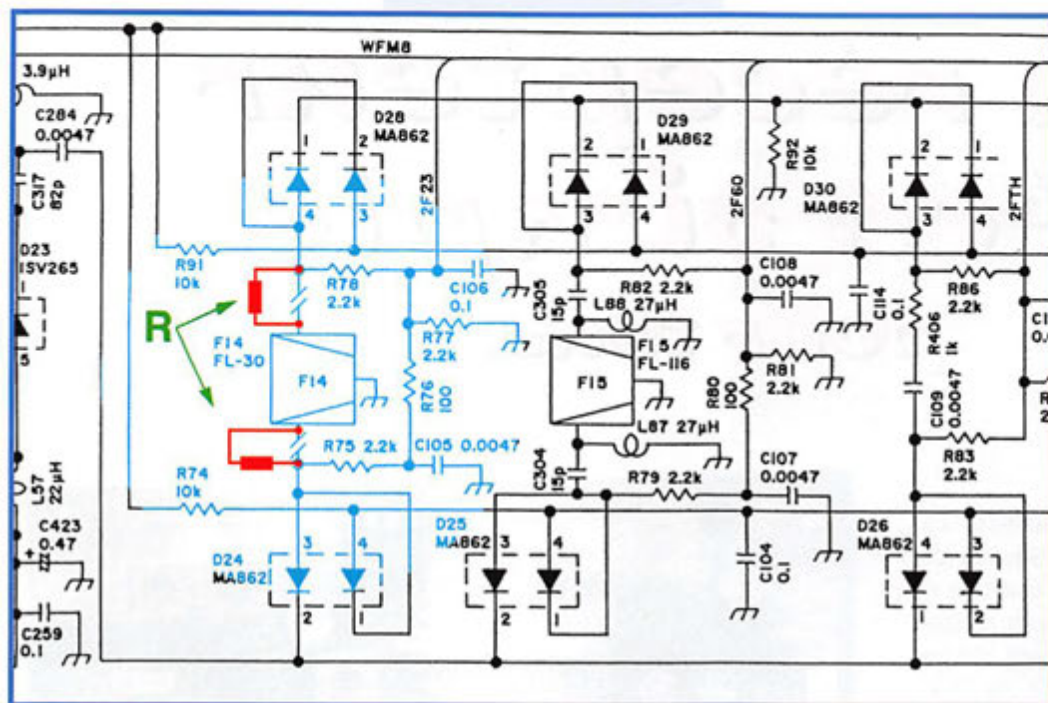 WFM8
3.9μH
C284
0.0047
C317
82p
D23
1SV265
1
5
L57
22μH
C423
0.47
+
C259
0.1
D28
MA862
1
2
4
3
R91
10k
R78
2.2k
2F23
C106
0.1
R77
2.2k
R
F14
FL-30
F14
R76
100
R75 2.2k
C105 0.0047
R74
10k
D24
MA862
3
4
2
1
D25
MA862
3
4
2
1
D29
MA862
2
1
3
4
C305
15p
R82 2.2k
L88 27μH
F15
FL-116
F15
L87 27μH
C304
15p
R79 2.2k
2F60
R80
100
C108
0.0047
R81
2.2k
C107
0.0047
C104
0.1
R92
10k
D30
MA862
2
1
3
4
2FTH
C114
0.1
R86
2.2k
R406
1k
C109
0.0047
R83
2.2k
D26
MA862
4
3
1
2